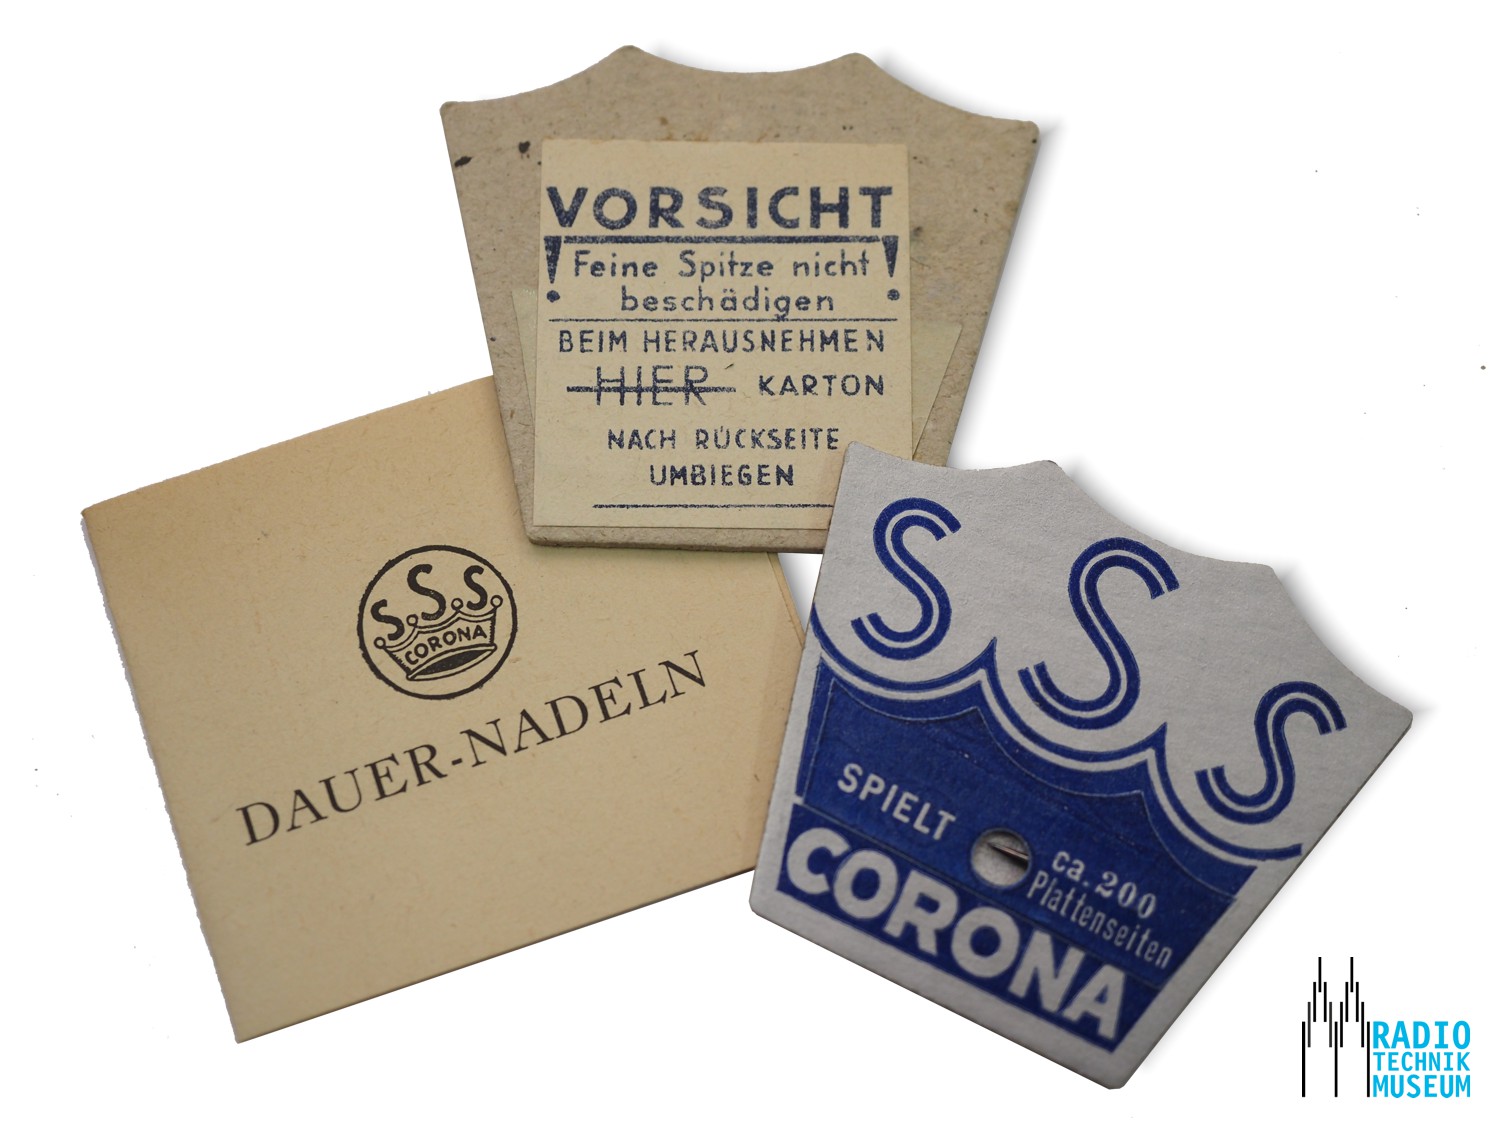 VORSICHT
! Feine Spitze nicht !
beschädigen
BEIM HERAUSNEHMEN
HIER KARTON
NACH RÜCKSEITE
UMBIEGEN
S.S.S
CORONA
DAUER-NADELN
S S S
SPIELT
ca. 200
Plattenseiten
CORONA
RADIO
TECHNIK
MUSEUM